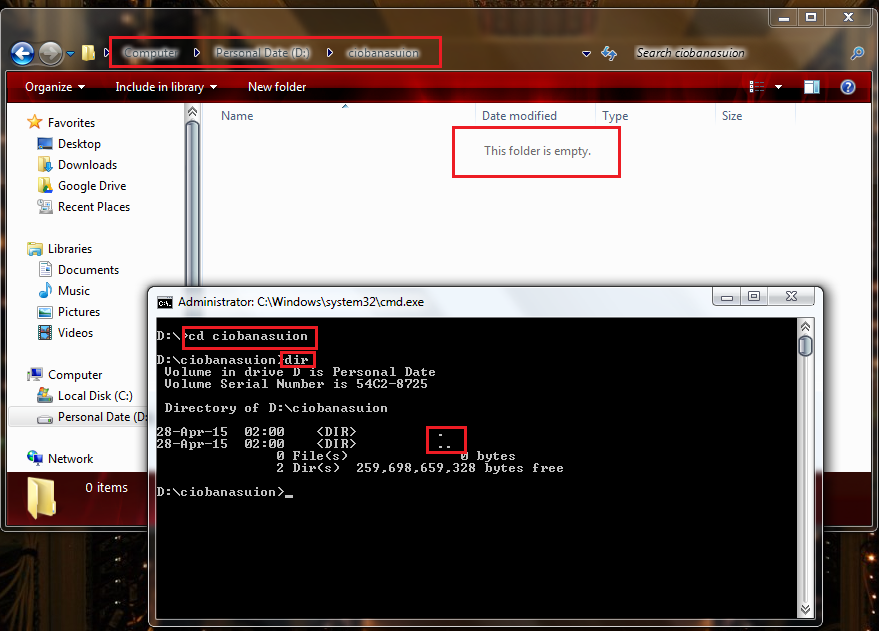 Computer Personal Date (D:) ciobanasuion
Search ciobanasuion
Organize Include in library New folder
Name Date modified Type Size
This folder is empty.
Favorites
Desktop
Downloads
Google Drive
Recent Places
Libraries
Documents
Music
Pictures
Videos
Computer
Local Disk (C:)
Personal Date (D:
Network
0 items
Administrator: C:\Windows\system32\cmd.exe
D:\>cd ciobanasuion
D:\ciobanasuion>dir
Volume in drive D is Personal Date
Volume Serial Number is 54C2-8725
Directory of D:\ciobanasuion
28-Apr-15 02:00 <DIR> .
28-Apr-15 02:00 <DIR> ..
0 File(s) 0 bytes
2 Dir(s) 259,698,659,328 bytes free
D:\ciobanasuion>_